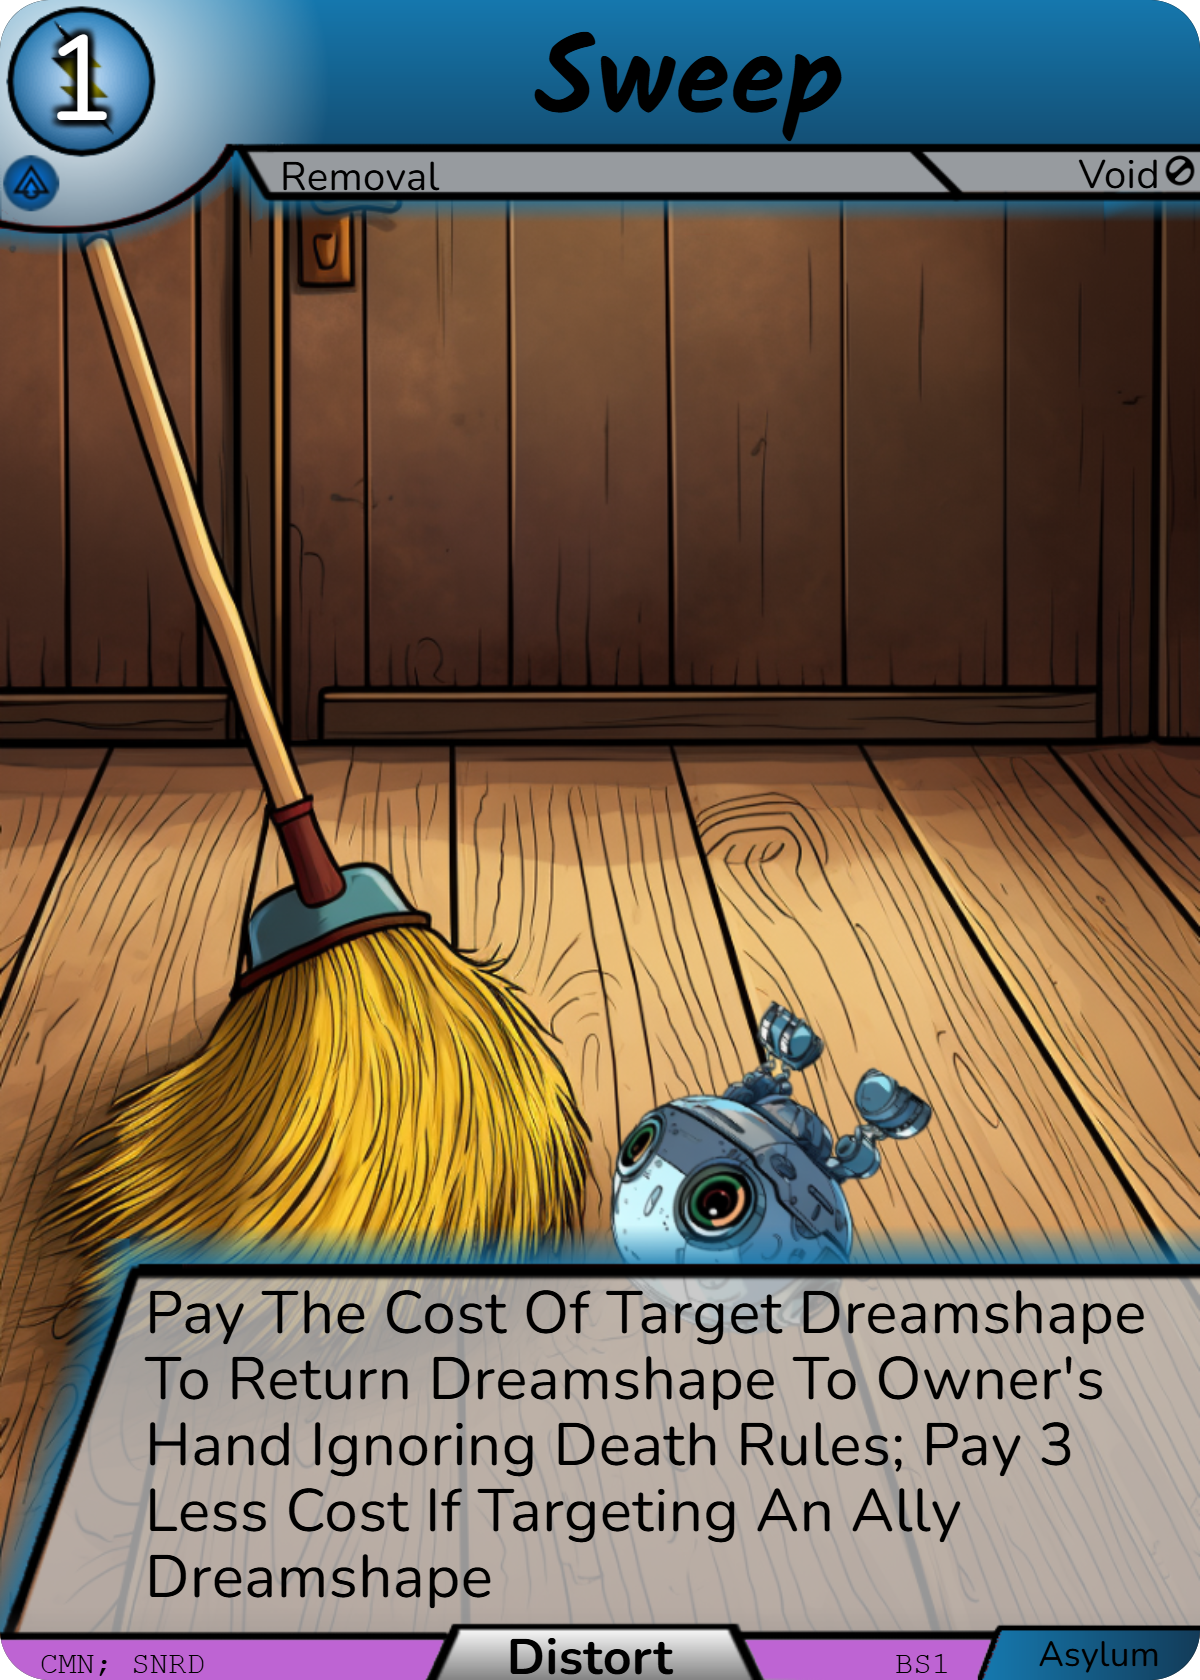 1
Sweep
Removal
Void
Pay The Cost Of Target Dreamshape
To Return Dreamshape To Owner's
Hand Ignoring Death Rules; Pay 3
Less Cost If Targeting An Ally
Dreamshape
CMN; SNRD
Distort
BS1
Asylum